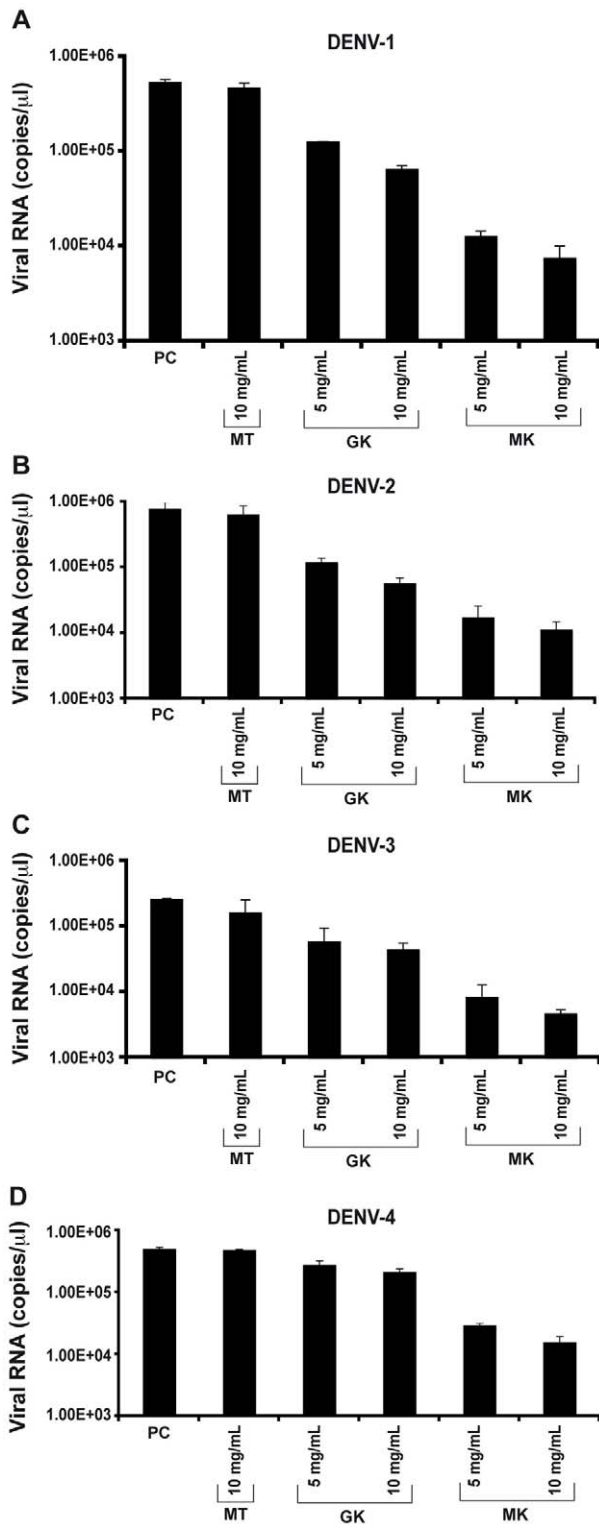 A
DENV-1
Viral RNA (copies/μl)
1.00E+06
1.00E+05
1.00E+04
1.00E+03
PC
10 mg/mL
5 mg/mL
10 mg/mL
5 mg/mL
10 mg/mL
MT
GK
MK
B
DENV-2
Viral RNA (copies/μl)
1.00E+06
1.00E+05
1.00E+04
1.00E+03
PC
10 mg/mL
5 mg/mL
10 mg/mL
5 mg/mL
10 mg/mL
MT
GK
MK
C
DENV-3
Viral RNA (copies/μl)
1.00E+06
1.00E+05
1.00E+04
1.00E+03
PC
10 mg/mL
5 mg/mL
10 mg/mL
5 mg/mL
10 mg/mL
MT
GK
MK
D
DENV-4
Viral RNA (copies/μl)
1.00E+06
1.00E+05
1.00E+04
1.00E+03
PC
10 mg/mL
5 mg/mL
10 mg/mL
5 mg/mL
10 mg/mL
MT
GK
MK